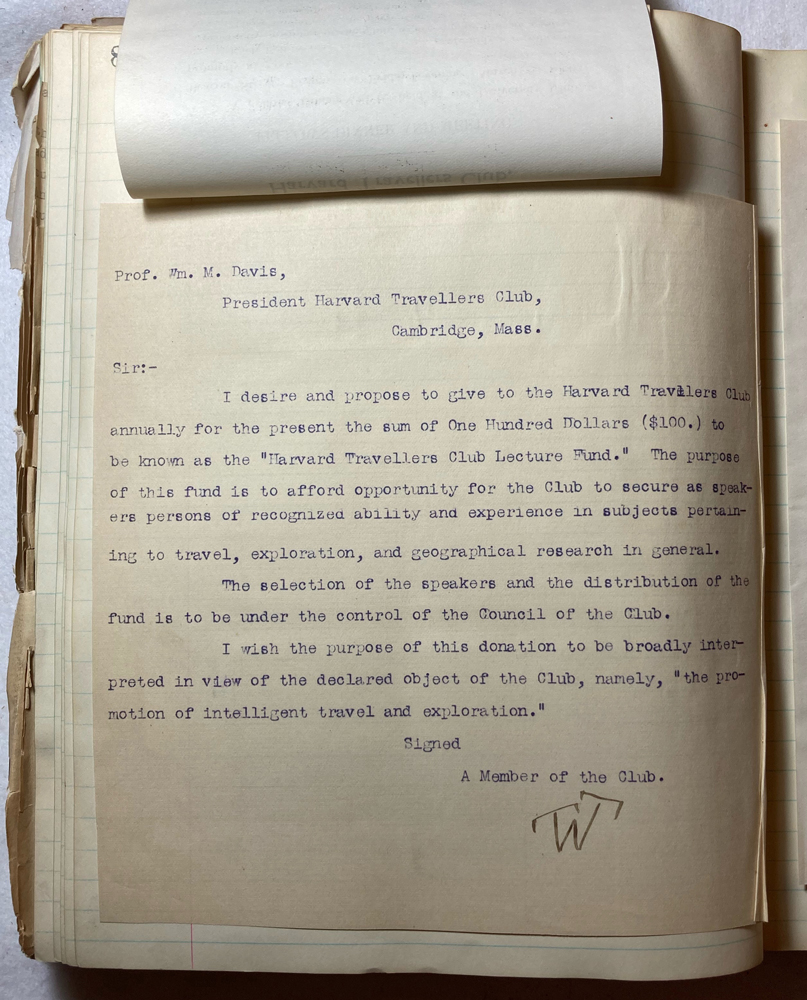 Harvard Travellers Club,
Prof. Wm. M. Davis,
President Harvard Travellers Club,
Cambridge, Mass.
Sir:-
I desire and propose to give to the Harvard Travellers Club
annually for the present the sum of One Hundred Dollars ($100.) to
be known as the "Harvard Travellers Club Lecture Fund." The purpose
of this fund is to afford opportunity for the Club to secure as speak-
ers persons of recognized ability and experience in subjects pertain-
ing to travel, exploration, and geographical research in general.
The selection of the speakers and the distribution of the
fund is to be under the control of the Council of the Club.
I wish the purpose of this donation to be broadly inter-
preted in view of the declared object of the Club, namely, "the pro-
motion of intelligent travel and exploration."
Signed
A Member of the Club.